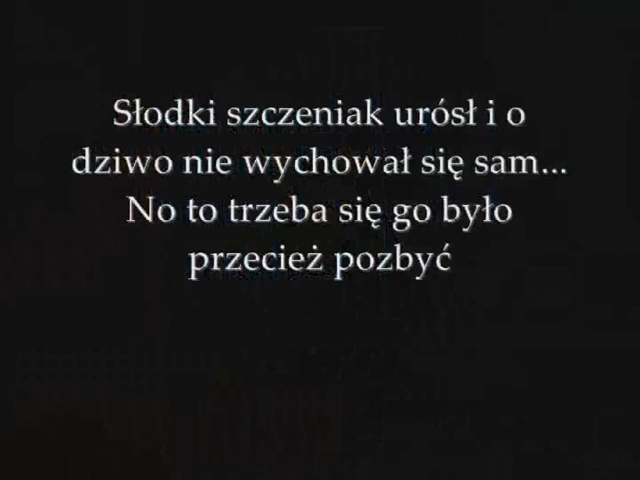 Słodki szczeniak urósł i o
dziwo nie wychował się sam...
No to trzeba się go było
przecież pozbyć